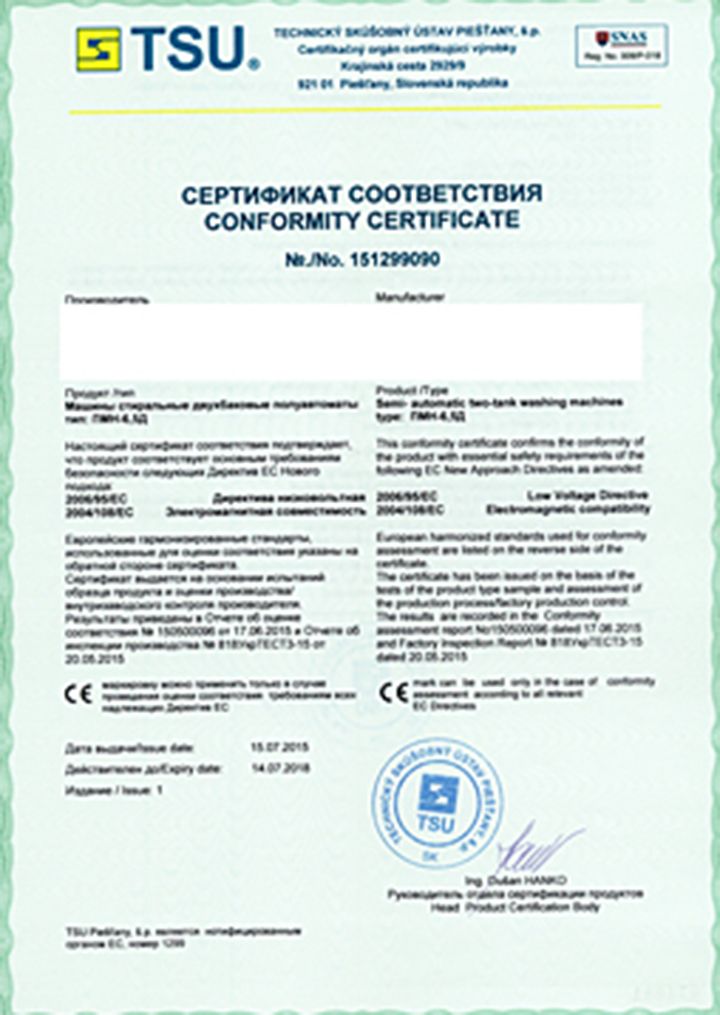 TSU®
TECHNICKÝ SKÚŠOBNÝ ÚSTAV PIEŠŤANY, š.p.
Certifikačný orgán certifikujúci výrobky
Krajinská cesta 2929/9
921 01 Piešťany, Slovenská republika
SNAS
СЕРТИФИКАТ СООТВЕТСТВИЯ
CONFORMITY CERTIFICATE
№./No. 151299090
Производитель
Manufacturer
Продукт /тип
Машины стиральные двухбаковые полуавтоматы
тип: ПМН-6,5Д
Product /Type
Semi- automatic two-tank washing machines
type: ПМН-6,5Д
Настоящий сертификат соответствия подтверждает,
что продукт соответствует основным требованиям
безопасности следующих Директив ЕС Нового
подхода:
2006/95/EC Директива низковольтная
2004/108/EC Электромагнитная совместимость
This conformity certificate confirms the conformity of
the product with essential safety requirements of the
following EC New Approach Directives as amended:
2006/95/EC Low Voltage Directive
2004/108/EC Electromagnetic compatibility
Европейские гармонизированные стандарты,
использованные для оценки соответствия указаны на
обратной стороне сертификата.
Сертификат выдается на основании испытаний
образца продукта и оценки производства/
внутризаводского контроля производителя.
Результаты приведены в Отчете об оценке
соответствия № 150500096 от 17.06.2015 и Отчете об
инспекции производства № 818УкрТЕСТ3-15 от
20.05.2015
European harmonized standards used for conformity
assessment are listed on the reverse side of the
certificate.
The certificate has been issued on the basis of the
tests of the product type sample and assessment of
the production process/factory production control.
The results are recorded in the Conformity
assessment report No150500096 dated 17.06.2015
and Factory Inspection Report № 818УкрТЕСТ3-15
dated 20.05.2015
CE маркировку можно применять только в случае
проведения оценки соответствия требованиям всех
надлежащих Директив ЕС
CE mark can be used only in the case of conformity
assessment according to all relevant
EC Directives
Дата выдачи/Issue date: 15.07.2015
Действителен до/Expiry date: 14.07.2018
Издание / Issue: 1
TECHNICKÝ SKÚŠOBNÝ ÚSTAV PIEŠŤANY, š.p.
TSU
SK
Ing. Dušan HANKO
Руководитель отдела сертификации продуктов
Head Product Certification Body
TSU Piešťany, š.p. является нотифицированным
органом ЕС, номер 1299